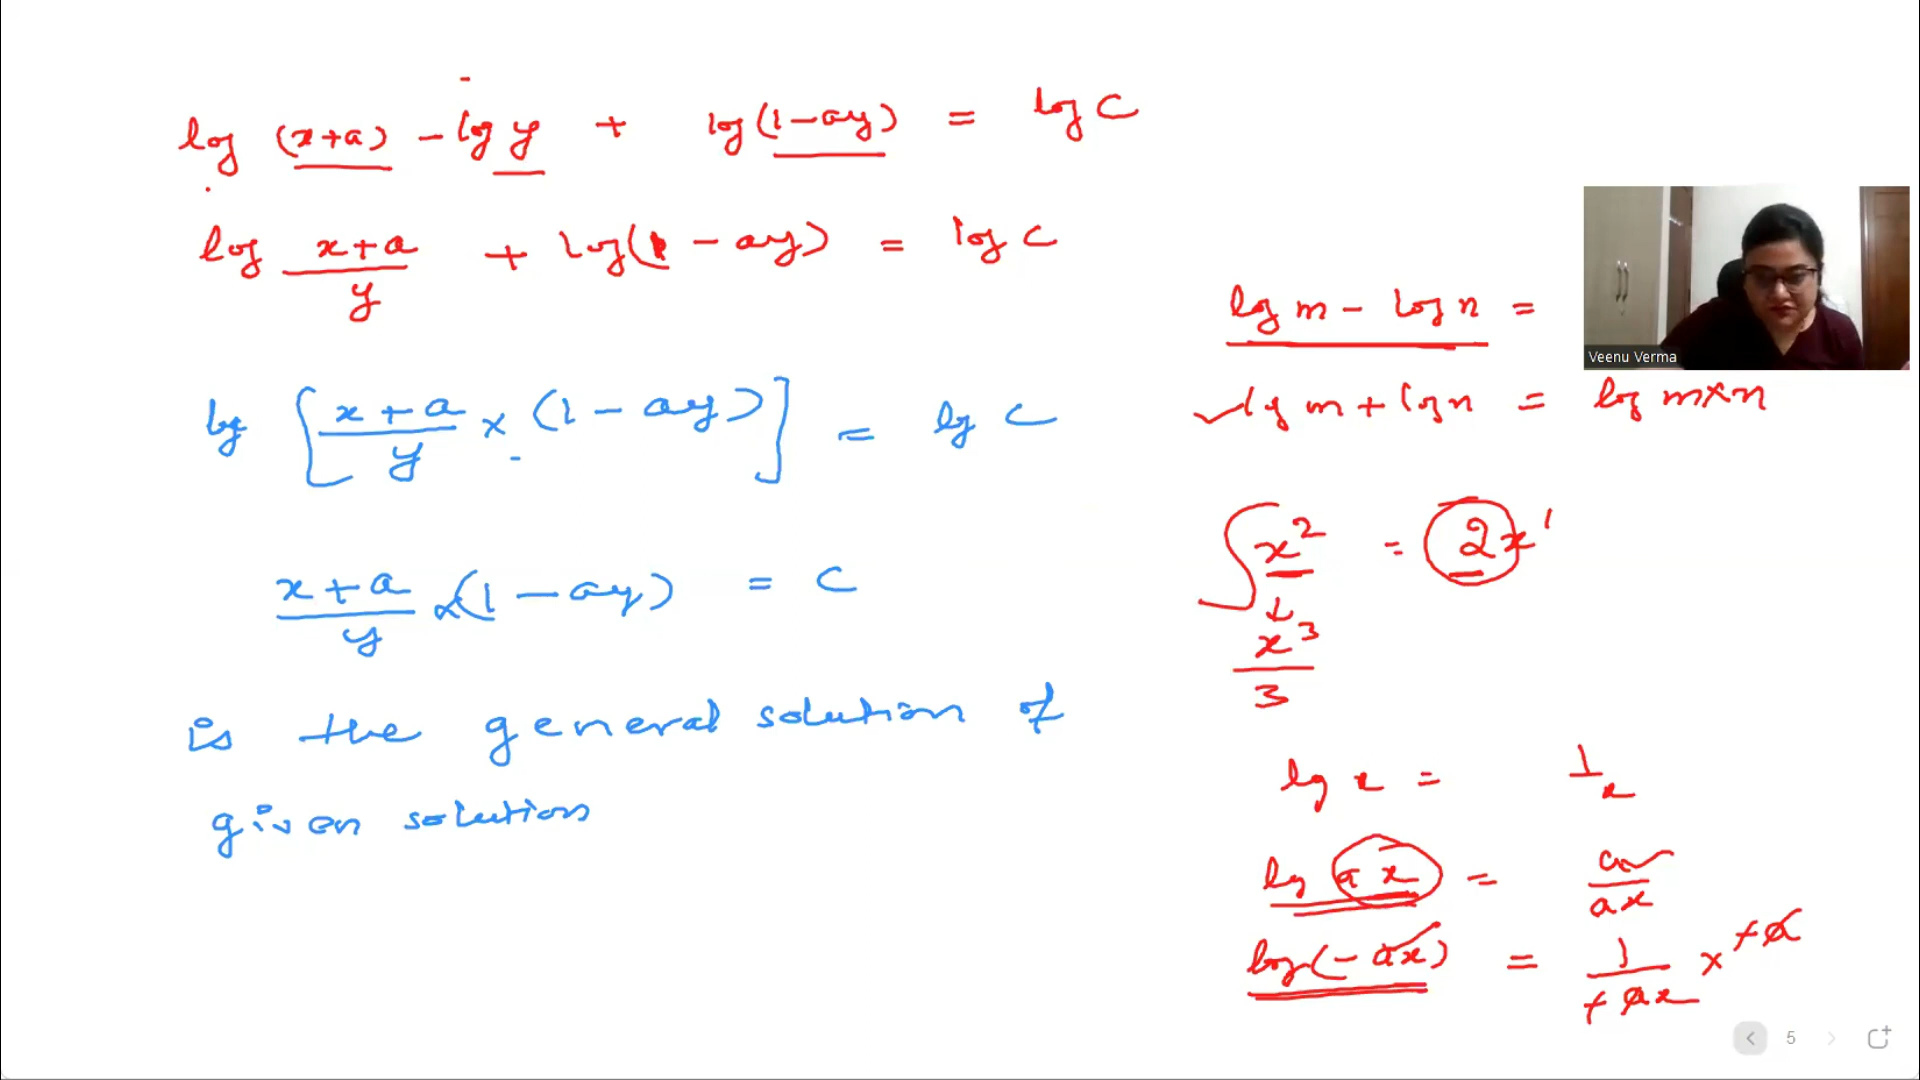 log (x+a) - log y + log(1-ay) = log C
log x+a/y + log(1 - ay) = log C
log [x+a/y × (1 - ay)] = log C
x+a/y × (1 - ay) = C
is the general solution of
given solution
log m - log n =
Veenu Verma
log m + log n = log m×n
∫x² = 2x¹
↓
x³/3
log x = 1/x
log ax = a/ax
log(-ax) = 1/+ax × +a
5